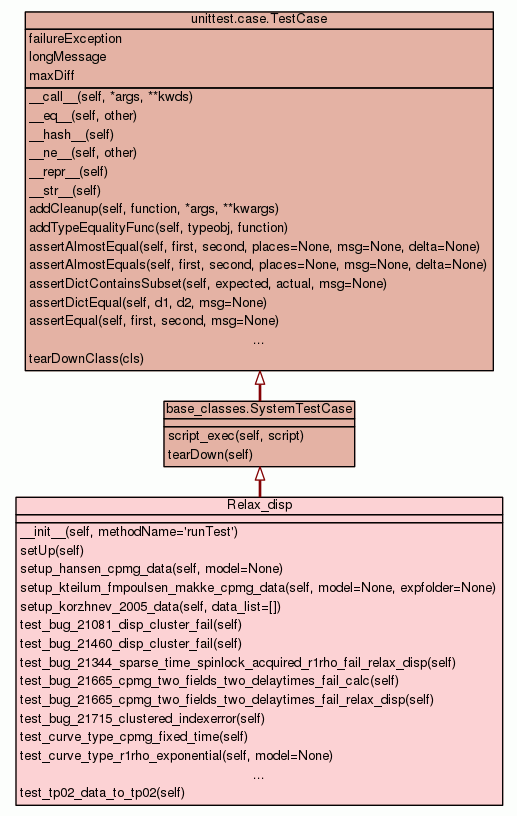 unittest.case.TestCase
failureException
longMessage
maxDiff
__call__(self, *args, **kwds)
__eq__(self, other)
__hash__(self)
__ne__(self, other)
__repr__(self)
__str__(self)
addCleanup(self, function, *args, **kwargs)
addTypeEqualityFunc(self, typeobj, function)
assertAlmostEqual(self, first, second, places=None, msg=None, delta=None)
assertAlmostEquals(self, first, second, places=None, msg=None, delta=None)
assertDictContainsSubset(self, expected, actual, msg=None)
assertDictEqual(self, d1, d2, msg=None)
assertEqual(self, first, second, msg=None)
...
tearDownClass(cls)
base_classes.SystemTestCase
script_exec(self, script)
tearDown(self)
Relax_disp
__init__(self, methodName='runTest')
setUp(self)
setup_hansen_cpmg_data(self, model=None)
setup_kteilum_fmpoulsen_makke_cpmg_data(self, model=None, expfolder=None)
setup_korzhnev_2005_data(self, data_list=[])
test_bug_21081_disp_cluster_fail(self)
test_bug_21460_disp_cluster_fail(self)
test_bug_21344_sparse_time_spinlock_acquired_r1rho_fail_relax_disp(self)
test_bug_21665_cpmg_two_fields_two_delaytimes_fail_calc(self)
test_bug_21665_cpmg_two_fields_two_delaytimes_fail_relax_disp(self)
test_bug_21715_clustered_indexerror(self)
test_curve_type_cpmg_fixed_time(self)
test_curve_type_r1rho_exponential(self, model=None)
...
test_tp02_data_to_tp02(self)